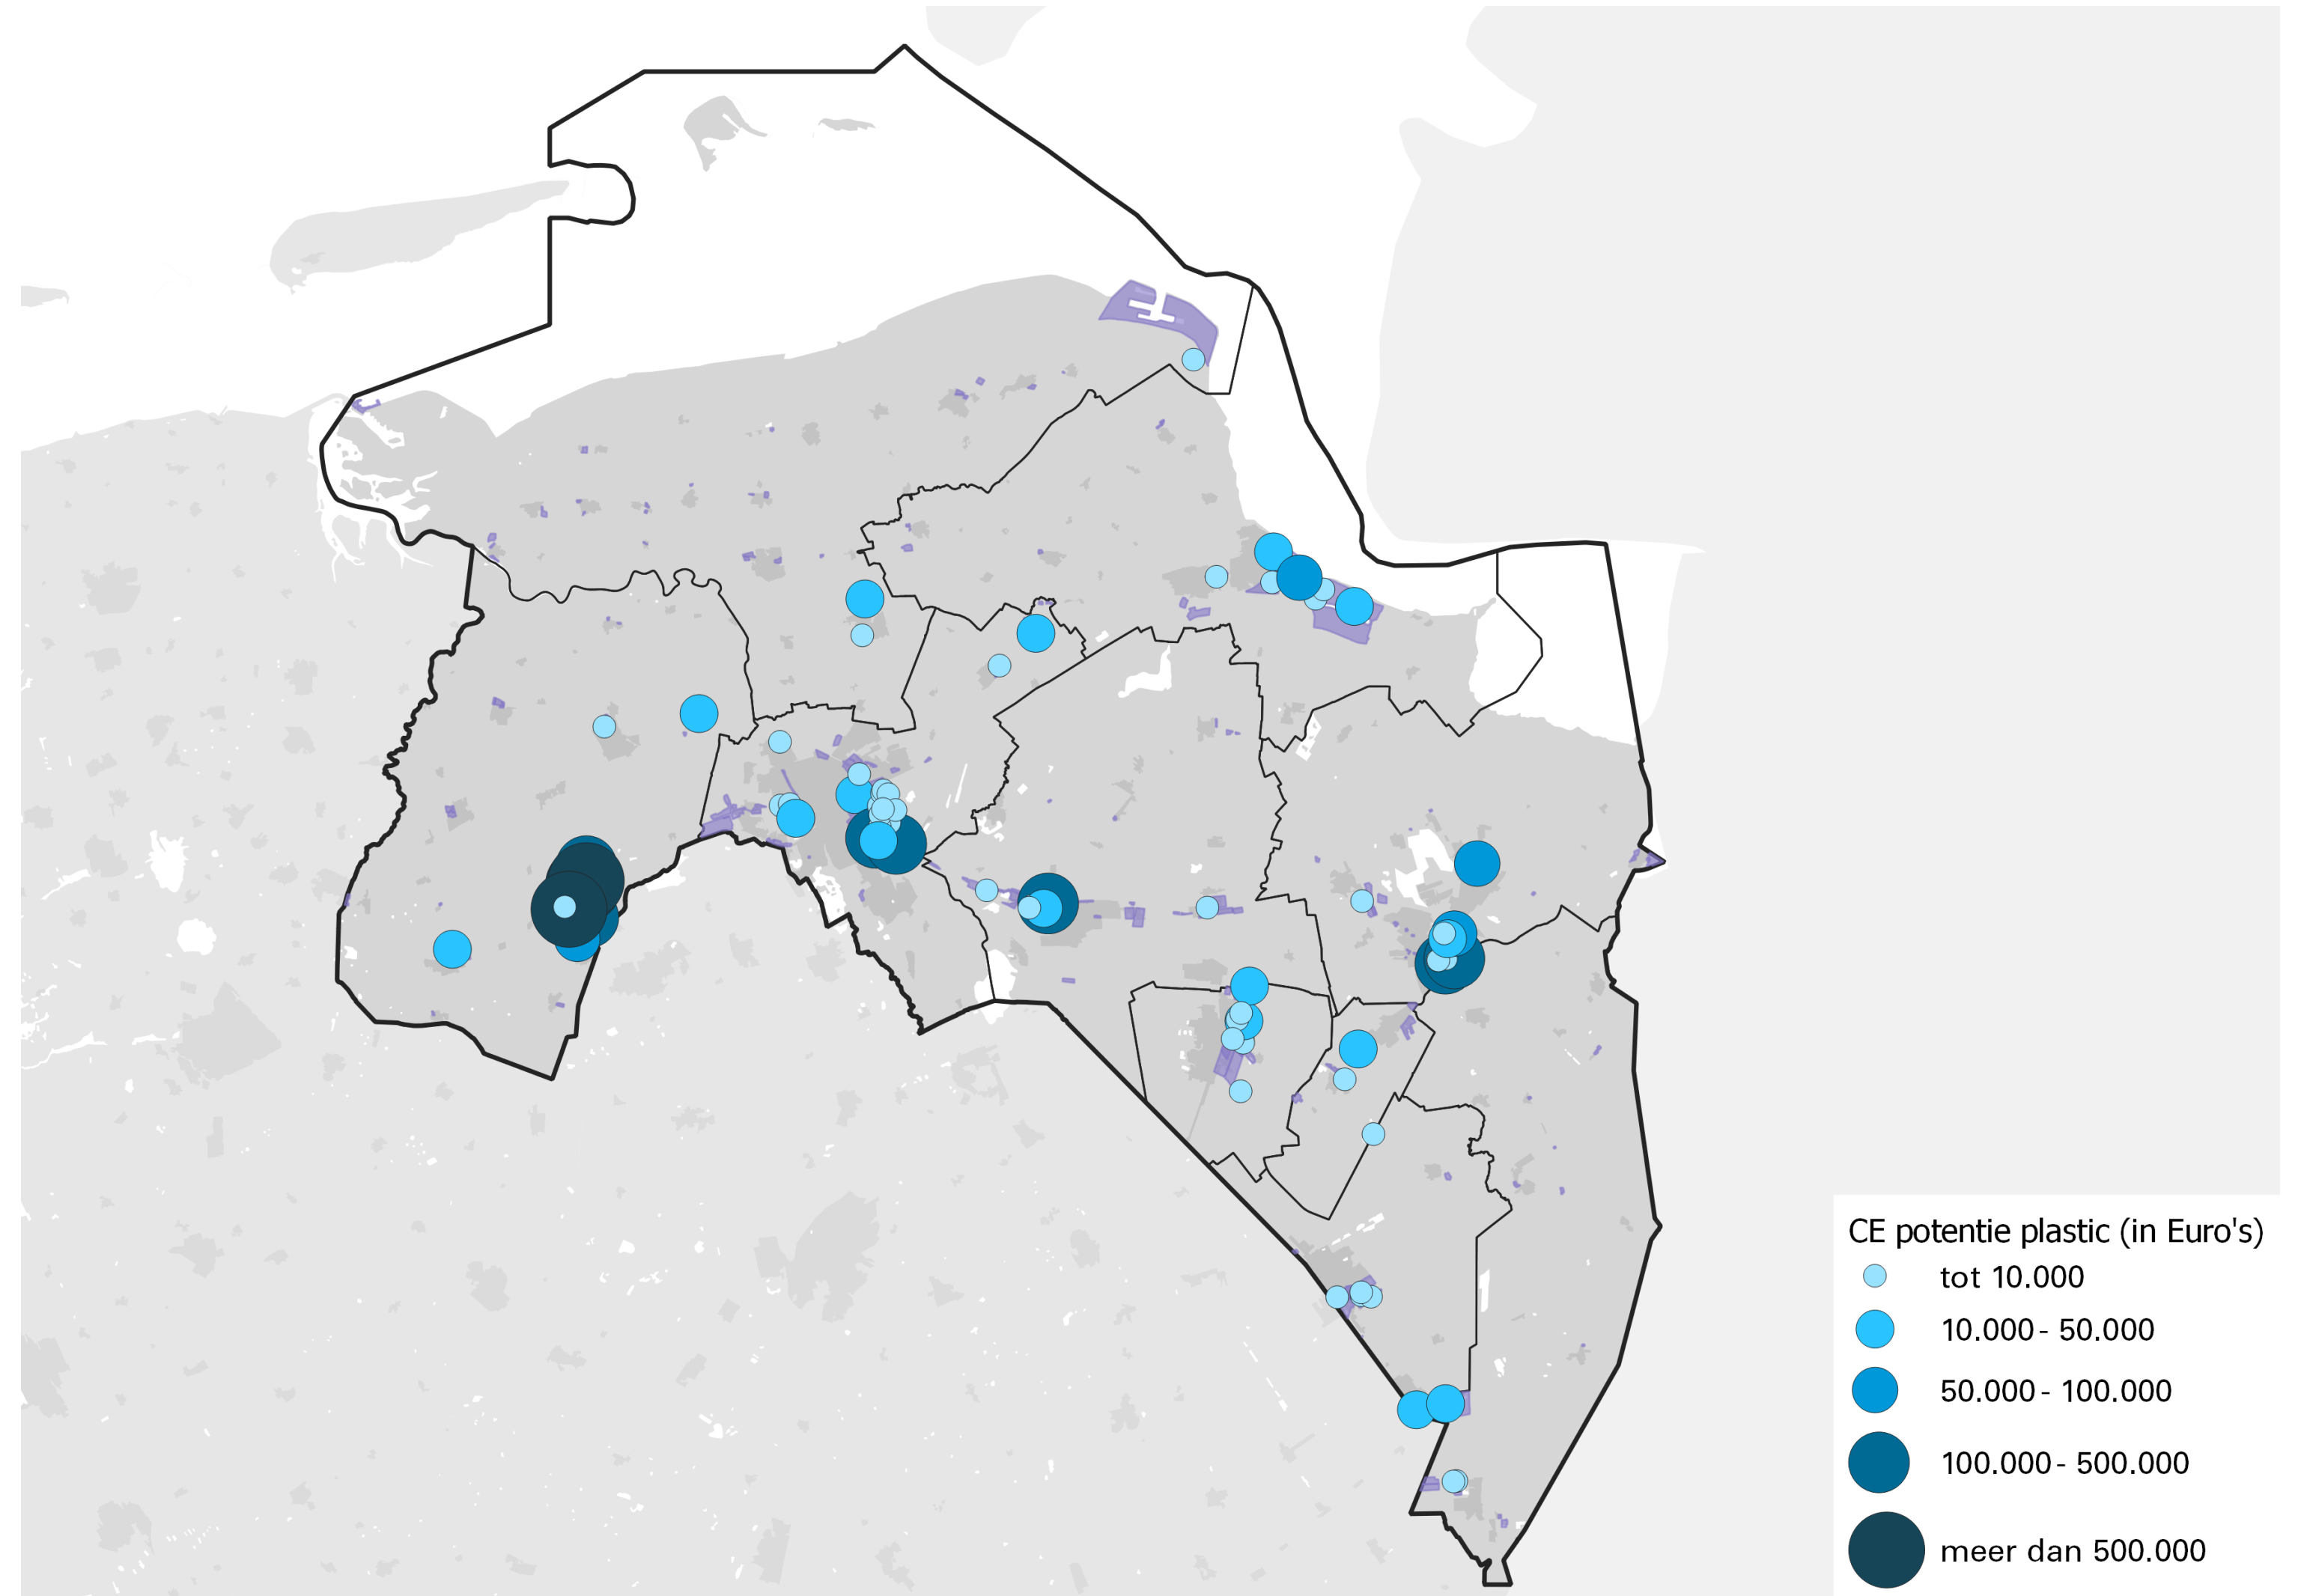 CE potentie plastic (in Euro's)
tot 10.000
10.000 - 50.000
50.000 - 100.000
100.000 - 500.000
meer dan 500.000